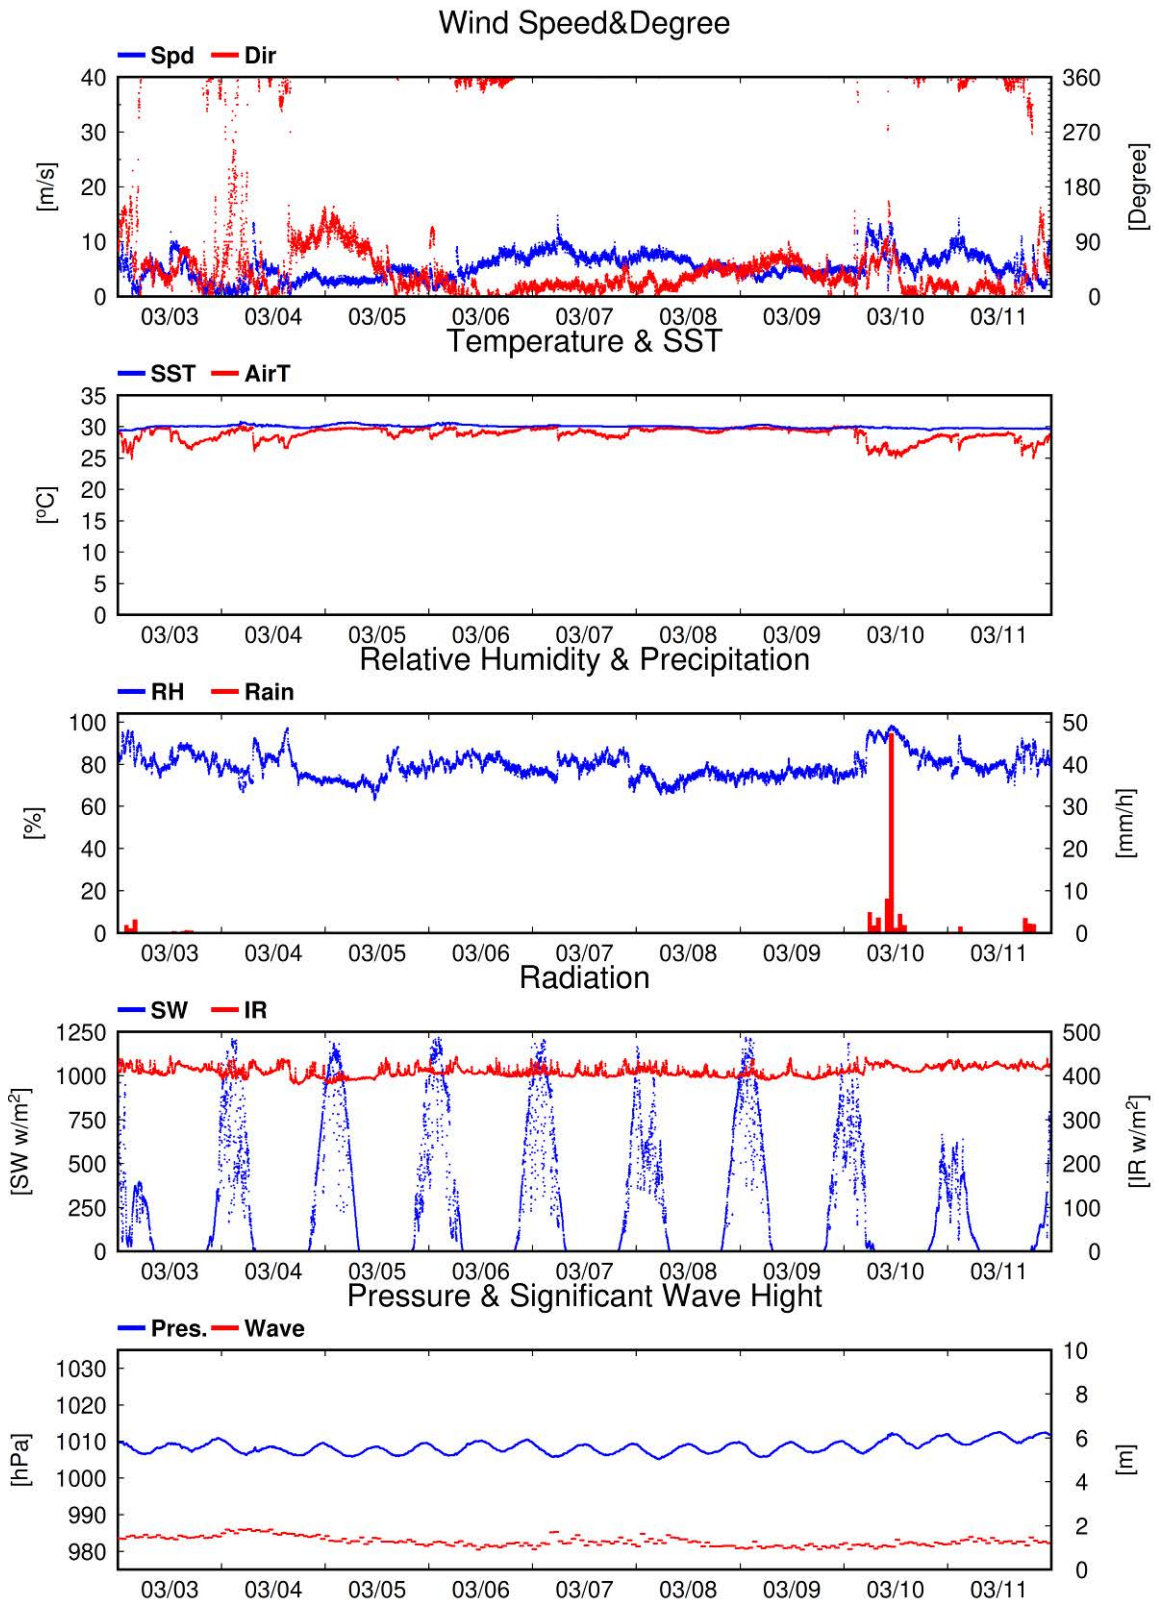 Wind Speed&Degree
Spd Dir
40 360
30 270
20 180
10 90
0 0
[m/s] [Degree]
03/03 03/04 03/05 03/06 03/07 03/08 03/09 03/10 03/11
Temperature & SST
SST AirT
35
30
25
20
15
10
5
0
[oC]
03/03 03/04 03/05 03/06 03/07 03/08 03/09 03/10 03/11
Relative Humidity & Precipitation
RH Rain
100 50
80 40
60 30
40 20
20 10
0 0
[%] [mm/h]
03/03 03/04 03/05 03/06 03/07 03/08 03/09 03/10 03/11
Radiation
SW IR
1250 500
1000 400
750 300
500 200
250 100
0 0
[SW w/m2] [IR w/m2]
03/03 03/04 03/05 03/06 03/07 03/08 03/09 03/10 03/11
Pressure & Significant Wave Hight
Pres. Wave
1030 10
1020 8
1010 6
1000 4
990 2
980 0
[hPa] [m]
03/03 03/04 03/05 03/06 03/07 03/08 03/09 03/10 03/11